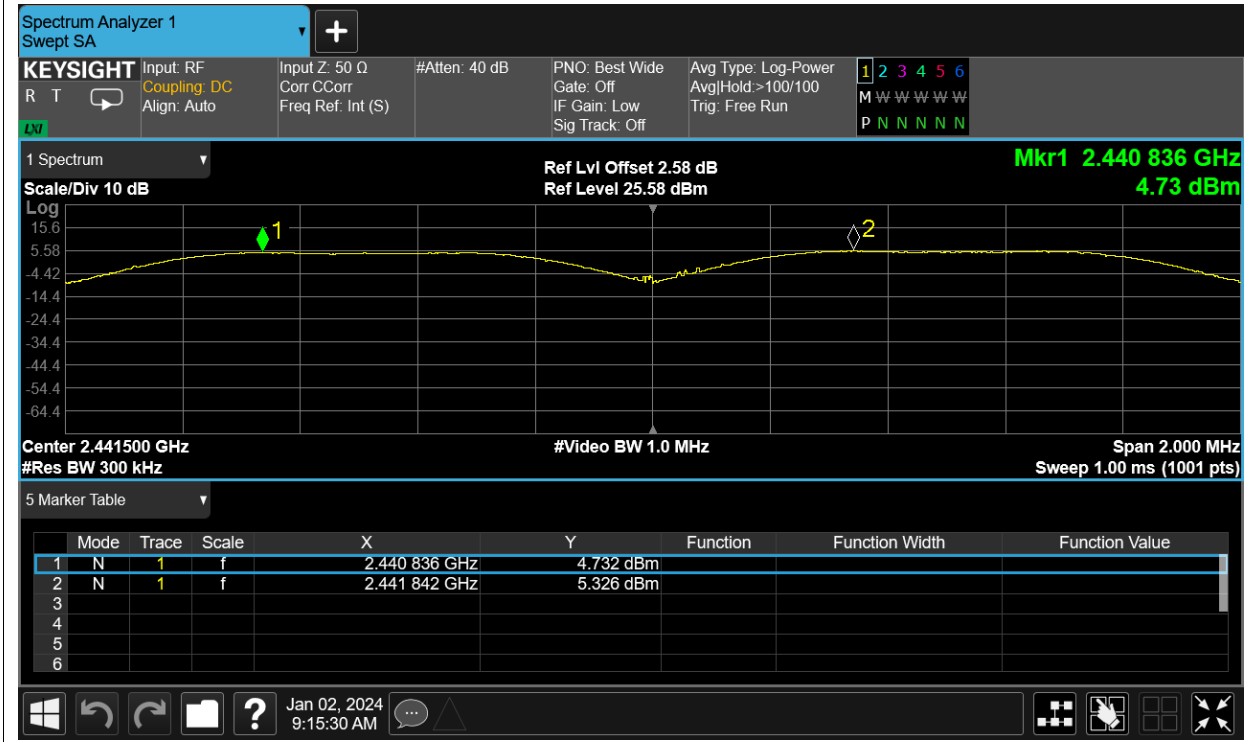 Spectrum Analyzer 1
Swept SA
KEYSIGHT
R T
LXI
Input: RF
Coupling: DC
Align: Auto
Input Z: 50 Ω
Corr CCorr
Freq Ref: Int (S)
#Atten: 40 dB
PNO: Best Wide
Gate: Off
IF Gain: Low
Sig Track: Off
Avg Type: Log-Power
Avg|Hold:>100/100
Trig: Free Run
1 2 3 4 5 6
M W W W W W
P N N N N N
1 Spectrum
Scale/Div 10 dB
Ref Lvl Offset 2.58 dB
Ref Level 25.58 dBm
Mkr1 2.440 836 GHz
4.73 dBm
Log
15.6
5.58
-4.42
-14.4
-24.4
-34.4
-44.4
-54.4
-64.4
1
2
Center 2.441500 GHz
#Res BW 300 kHz
#Video BW 1.0 MHz
Span 2.000 MHz
Sweep 1.00 ms (1001 pts)
5 Marker Table
Mode Trace Scale X Y Function Function Width Function Value
1 N 1 f 2.440 836 GHz 4.732 dBm
2 N 1 f 2.441 842 GHz 5.326 dBm
3
4
5
6
?
Jan 02, 2024
9:15:30 AM